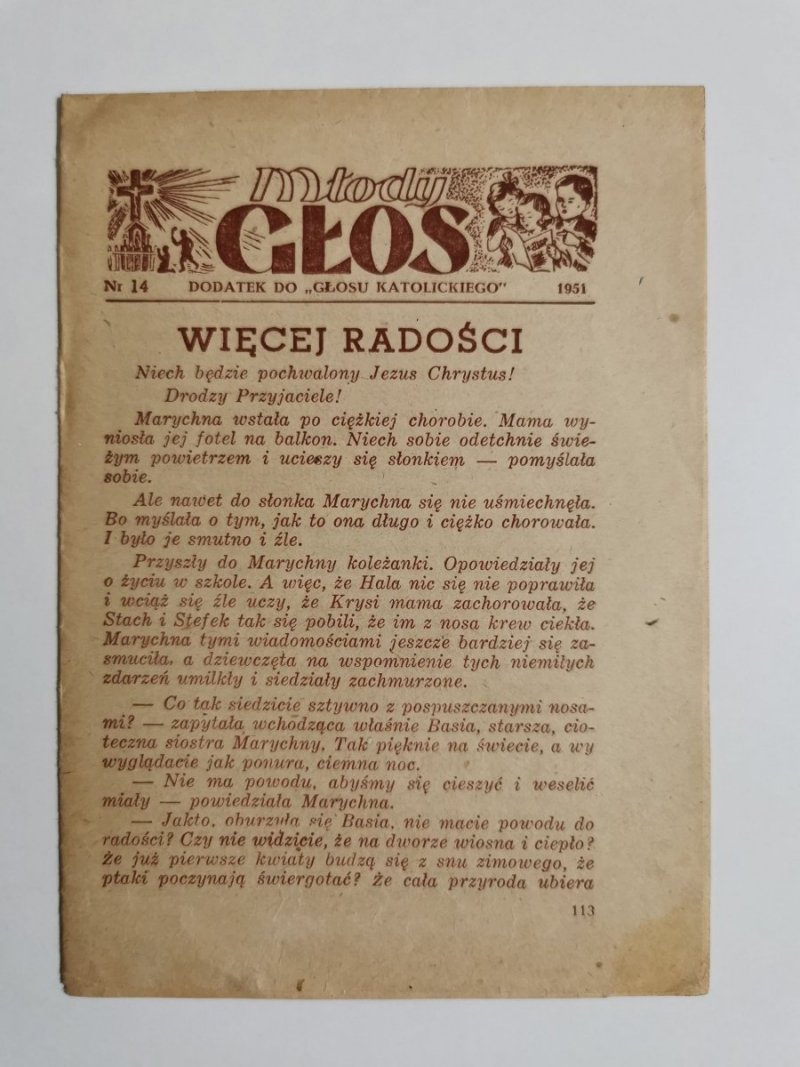 Młody
GŁOS
Nr 14 DODATEK DO „GŁOSU KATOLICKIEGO" 1951
WIĘCEJ RADOŚCI
Niech będzie pochwalony Jezus Chrystus!
Drodzy Przyjaciele!
Marychna wstała po ciężkiej chorobie. Mama wy-
niosła jej fotel na balkon. Niech sobie odetchnie świe-
żym powietrzem i ucieszy się słonkiem — pomyślała
sobie.
Ale nawet do słonka Marychna się nie uśmiechnęła.
Bo myślała o tym, jak to ona długo i ciężko chorowała.
I było je smutno i źle.
Przyszły do Marychny koleżanki. Opowiedziały jej
o życiu w szkole. A więc, że Hala nic się nie poprawiła
i wciąż się źle uczy, że Krysi mama zachorowała, że
Stach i Stefek tak się pobili, że im z nosa krew ciekła.
Marychna tymi wiadomościami jeszcze bardziej się za-
smuciła, a dziewczęta na wspomnienie tych niemiłych
zdarzeń umilkły i siedziały zachmurzone.
— Co tak siedzicie sztywno z pospuszczanymi nosa-
mi? — zapytała wchodząca właśnie Basia, starsza, cio-
teczna siostra Marychny. Tak pięknie na świecie, a wy
wyglądacie jak ponura, ciemna noc.
— Nie ma powodu, abyśmy się cieszyć i weselić
miały — powiedziała Marychna.
— Jakto, oburzyła się Basia, nie macie powodu do
radości? Czy nie widzicie, że na dworze wiosna i ciepło?
Że już pierwsze kwiaty budzą się z snu zimowego, że
ptaki poczynają świergotać? Że cała przyroda ubiera
113